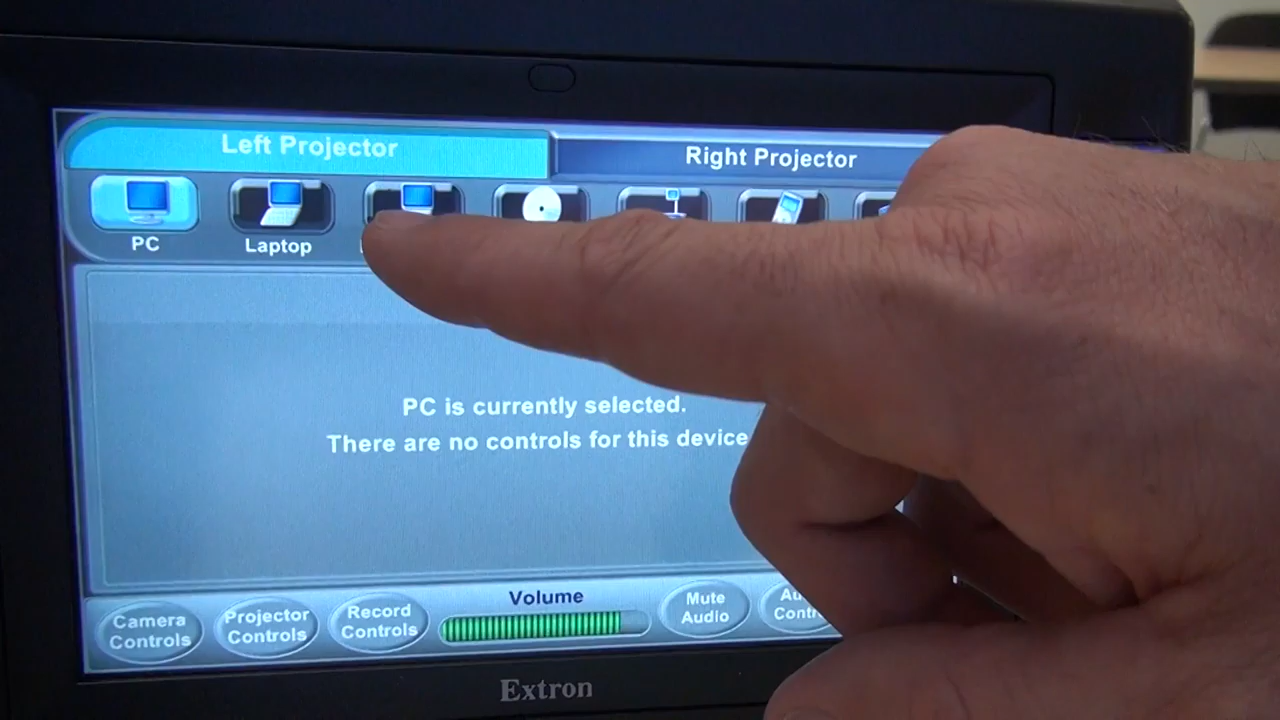 Left Projector
Right Projector
PC
Laptop
PC is currently selected.
There are no controls for this device
Volume
Camera
Controls
Projector
Controls
Record
Controls
Mute
Audio
Extron